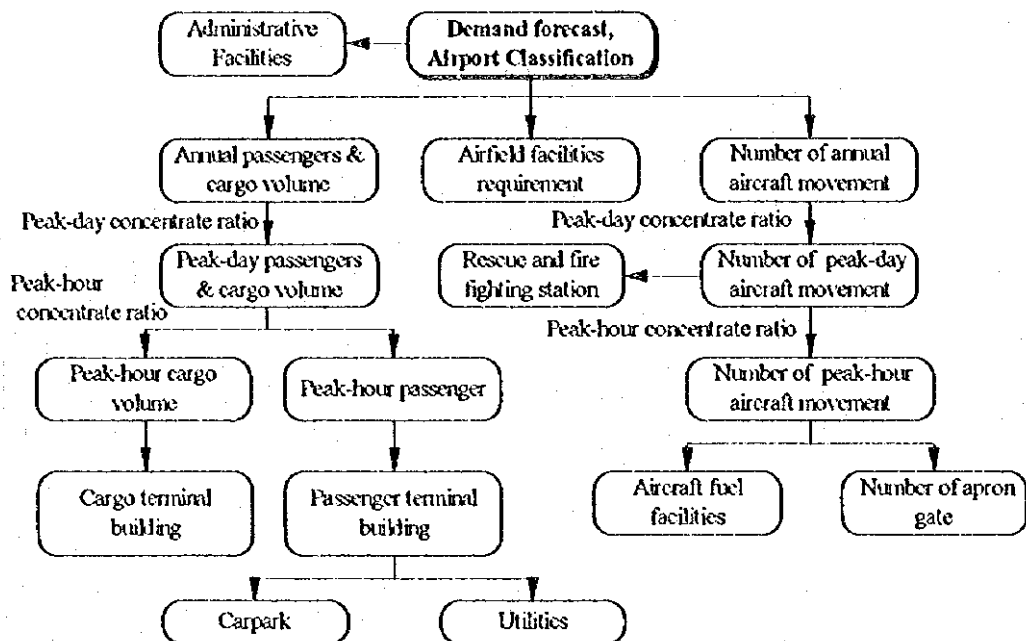 Administrative
Facilities
Demand forecast,
Airport Classification
Annual passengers &
cargo volume
Airfield facilities
requirement
Number of annual
aircraft movement
Peak-day concentrate ratio
Peak-day concentrate ratio
Peak-day passengers
& cargo volume
Rescue and fire
fighting station
Number of peak-day
aircraft movement
Peak-hour
concentrate ratio
Peak-hour concentrate ratio
Peak-hour cargo
volume
Peak-hour passenger
Number of peak-hour
aircraft movement
Cargo terminal
building
Passenger terminal
building
Aircraft fuel
facilities
Number of apron
gate
Carpark
Utilities